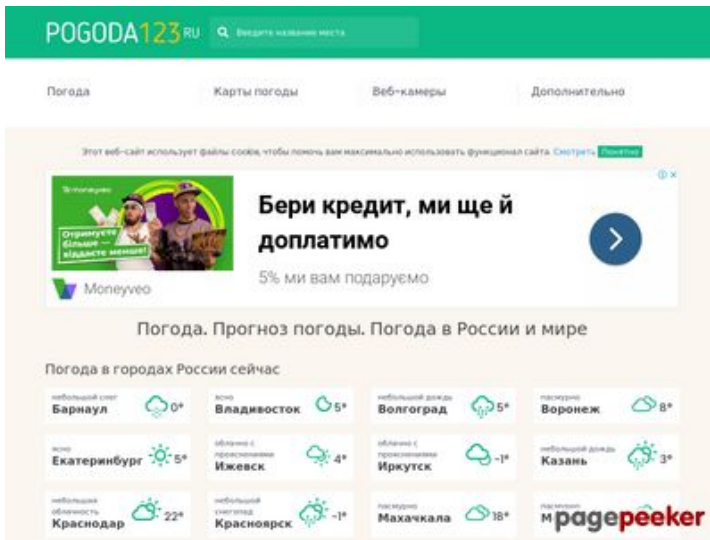 POGODA123 RU
Введите название места
Погода
Карты погоды
Веб-камеры
Дополнительно
Этот веб-сайт использует файлы cookie, чтобы помочь вам максимально использовать функционал сайта. Смотреть Понятно
moneyveo
Отримуєте
більше —
віддаєте менше!
Бери кредит, ми ще й
доплатимо
5% ми вам подаруємо
Moneyveo
Погода. Прогноз погоды. Погода в России и мире
Погода в городах России сейчас
небольшой снег
Барнаул 0°
ясно
Владивосток 5°
небольшой дождь
Волгоград 5°
пасмурно
Воронеж 8°
ясно
Екатеринбург 5°
облачно с
прояснениями
Ижевск 4°
облачно с
прояснениями
Иркутск -1°
небольшой дождь
Казань 3°
небольшая
облачность
Краснодар 22°
небольшой
снегопад
Красноярск -1°
пасмурно
Махачкала 18°
пасмурно
pagepeeker